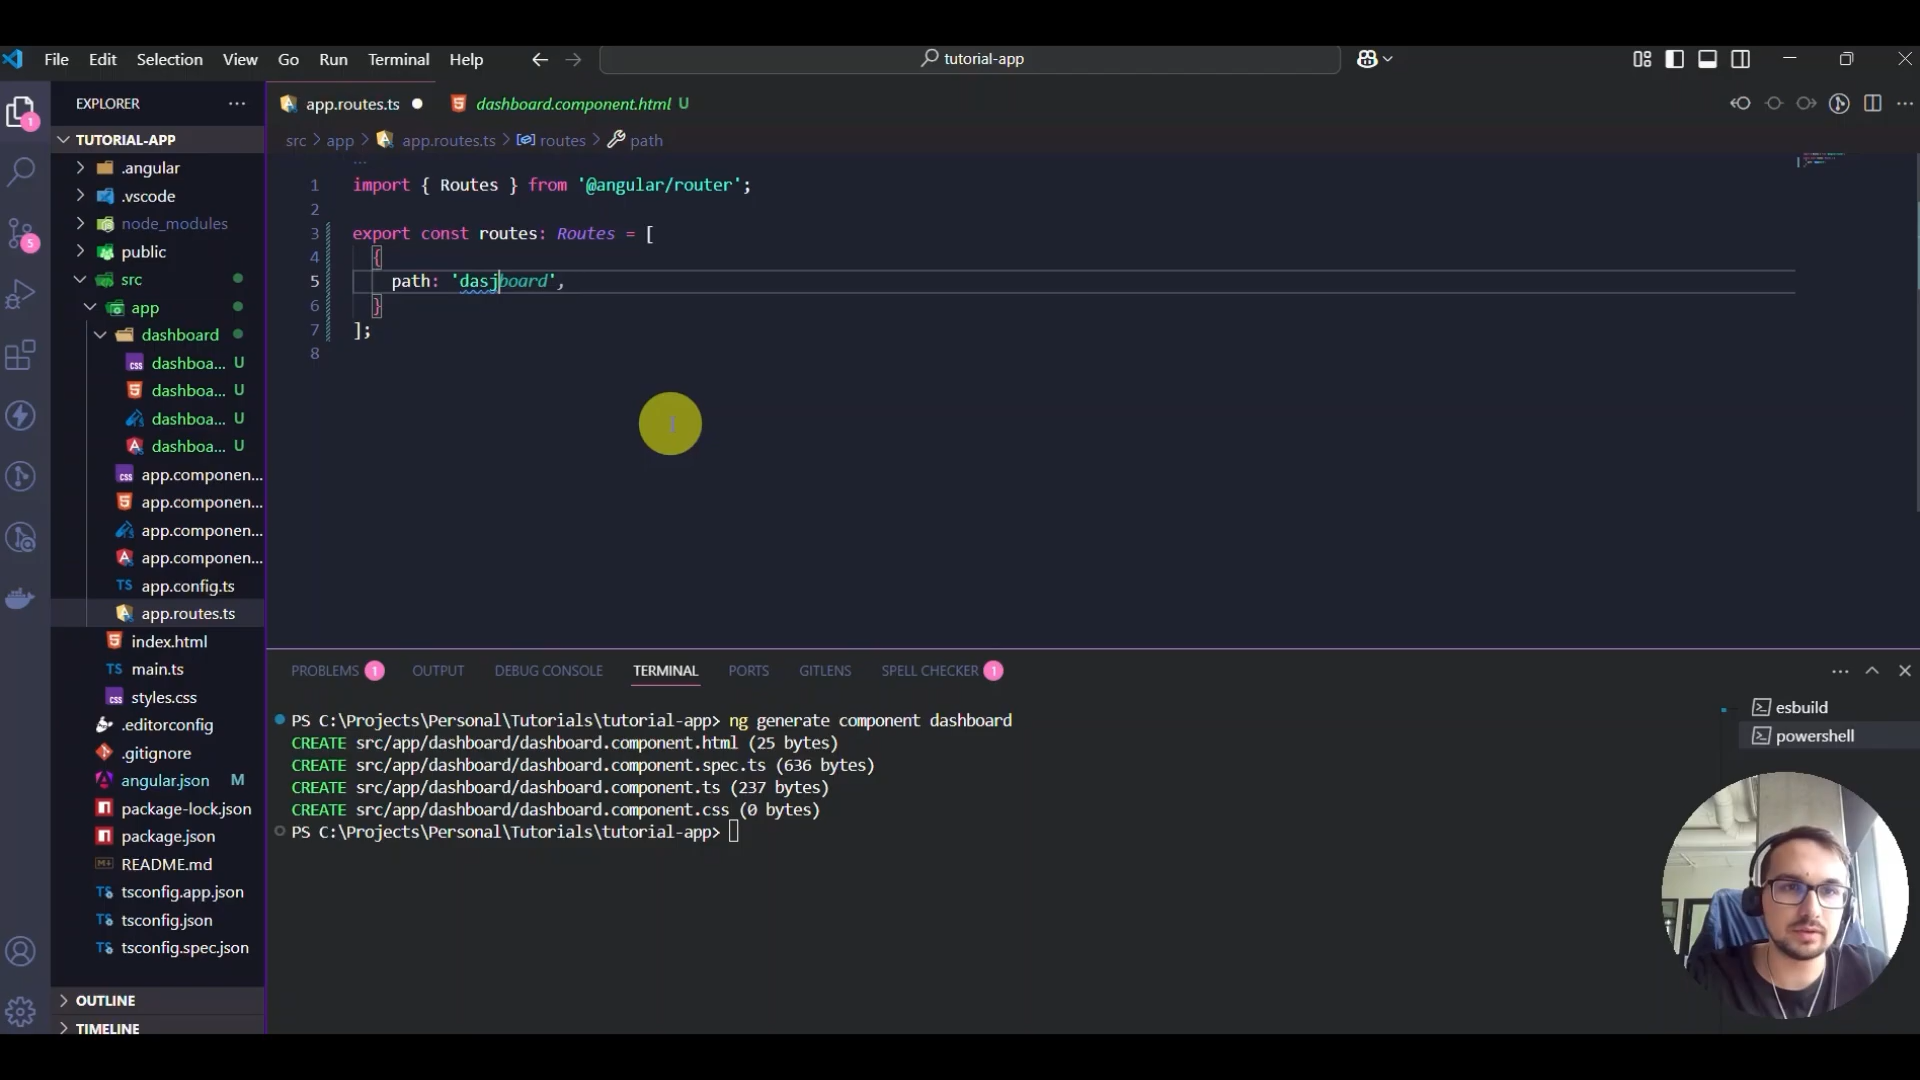 File Edit Selection View Go Run Terminal Help
tutorial-app
EXPLORER
TUTORIAL-APP
.angular
.vscode
node_modules
public
src
app
dashboard
dashboa... U
dashboa... U
dashboa... U
dashboa... U
app.componen...
app.componen...
app.componen...
app.componen...
app.config.ts
app.routes.ts
index.html
main.ts
styles.css
.editorconfig
.gitignore
angular.json M
package-lock.json
package.json
README.md
tsconfig.app.json
tsconfig.json
tsconfig.spec.json
OUTLINE
TIMELINE
1
5
app.routes.ts
dashboard.component.html U
src > app > app.routes.ts > routes > path
1 import { Routes } from '@angular/router';
2
3 export const routes: Routes = [
4 {
5 path: 'dasjboard',
6 }
7 ];
8
PROBLEMS 1 OUTPUT DEBUG CONSOLE TERMINAL PORTS GITLENS SPELL CHECKER 1
PS C:\Projects\Personal\Tutorials\tutorial-app> ng generate component dashboard
CREATE src/app/dashboard/dashboard.component.html (25 bytes)
CREATE src/app/dashboard/dashboard.component.spec.ts (636 bytes)
CREATE src/app/dashboard/dashboard.component.ts (237 bytes)
CREATE src/app/dashboard/dashboard.component.css (0 bytes)
PS C:\Projects\Personal\Tutorials\tutorial-app>
esbuild
powershell